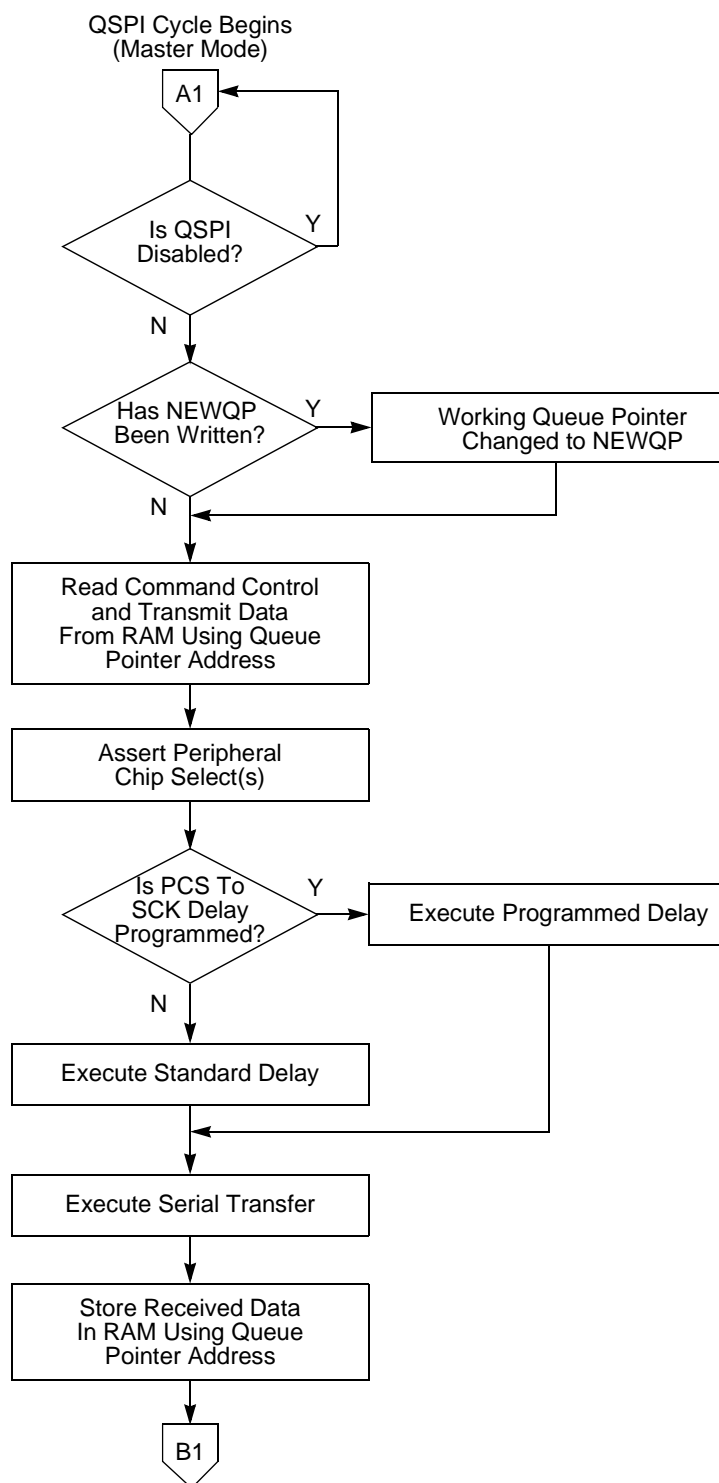 QSPI Cycle Begins
(Master Mode)
A1
Is QSPI
Disabled?
Y
N
Has NEWQP
Been Written?
Y
Working Queue Pointer
Changed to NEWQP
N
Read Command Control
and Transmit Data
From RAM Using Queue
Pointer Address
Assert Peripheral
Chip Select(s)
Is PCS To
SCK Delay
Programmed?
Y
Execute Programmed Delay
N
Execute Standard Delay
Execute Serial Transfer
Store Received Data
In RAM Using Queue
Pointer Address
B1